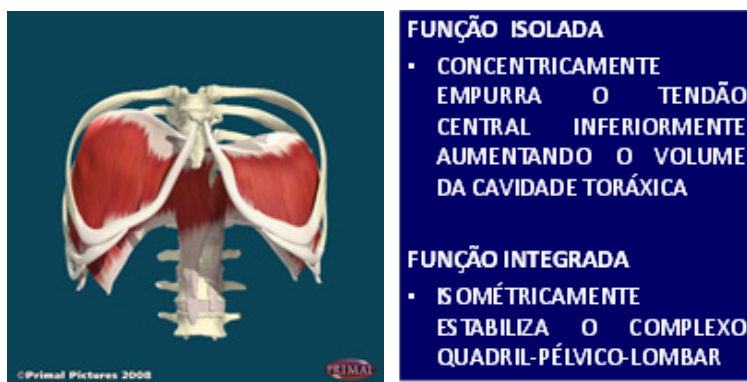 FUNÇÃO ISOLADA
▪ CONCENTRICAMENTE
EMPURRA O TENDÃO
CENTRAL INFERIORMENTE
AUMENTANDO O VOLUME
DA CAVIDADE TORÁXICA
FUNÇÃO INTEGRADA
▪ ISOMÉTRICAMENTE
ESTABILIZA O COMPLEXO
QUADRIL-PÉLVICO-LOMBAR
©Primal Pictures 2008
PRIMAL